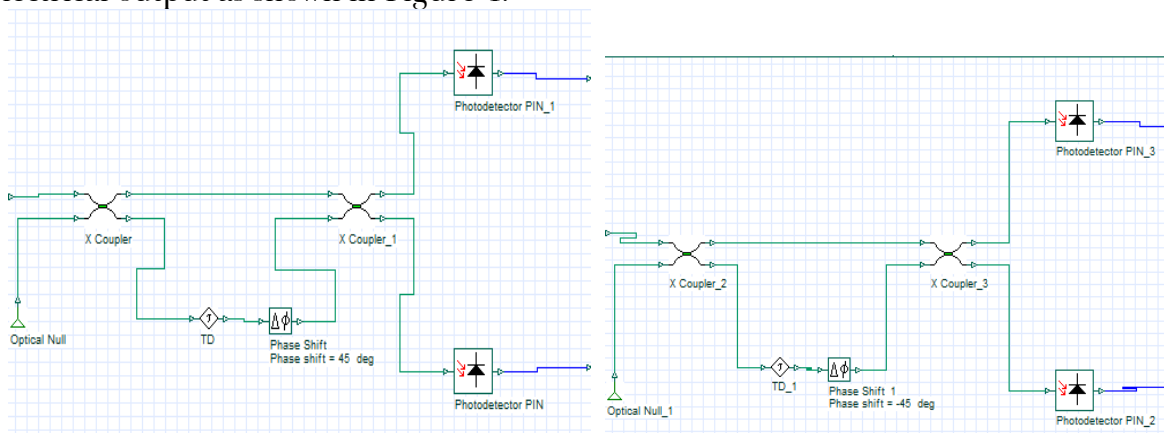 Photodetector PIN_1
X Coupler
X Coupler_1
Optical Null
TD
Phase Shift
Phase shift = 45 deg
Photodetector PIN
Photodetector PIN_3
X Coupler_2
X Coupler_3
Optical Null_1
TD_1
Phase Shift 1
Phase shift = -45 deg
Photodetector PIN_2